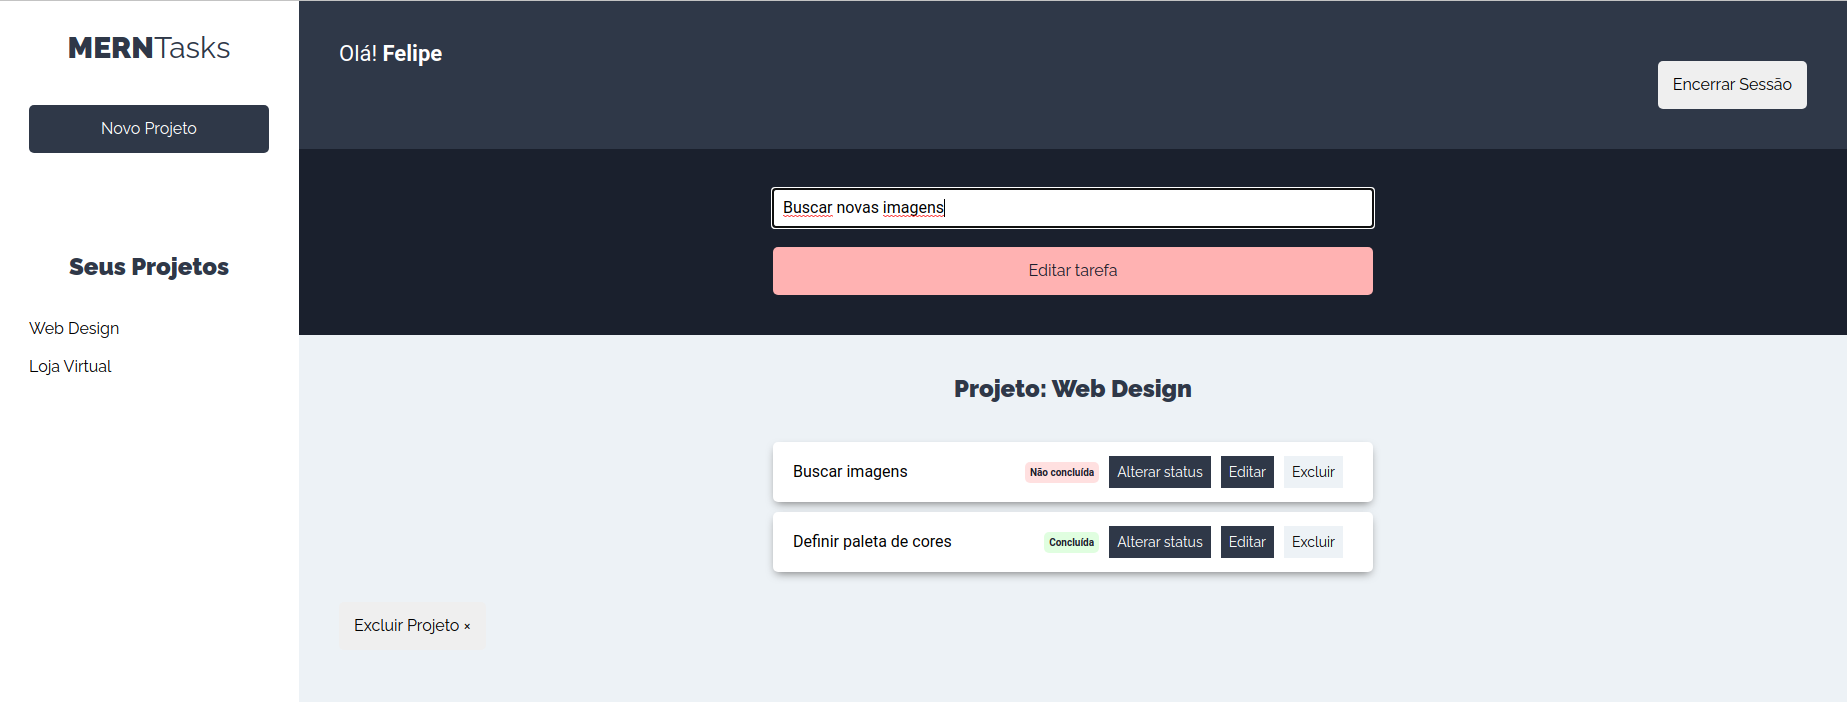 MERNTasks
Novo Projeto
Seus Projetos
Web Design
Loja Virtual
Olá! Felipe
Encerrar Sessão
Buscar novas imagens
Editar tarefa
Projeto: Web Design
Buscar imagens Não concluída Alterar status Editar Excluir
Definir paleta de cores Concluída Alterar status Editar Excluir
Excluir Projeto ×